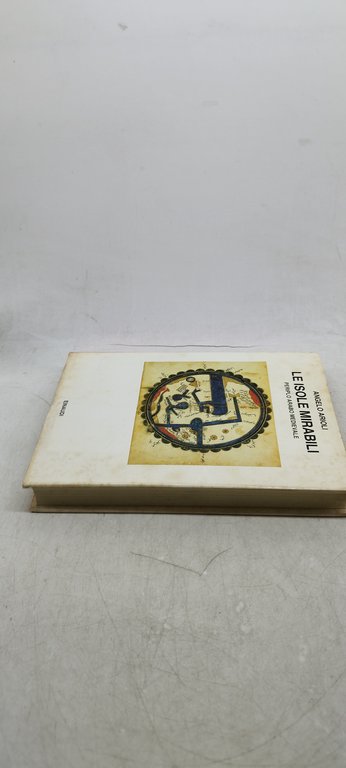 ANGELO ARIOLI
LE ISOLE MIRABILI
PERIPLO ARABO MEDIEVALE
EINAUDI